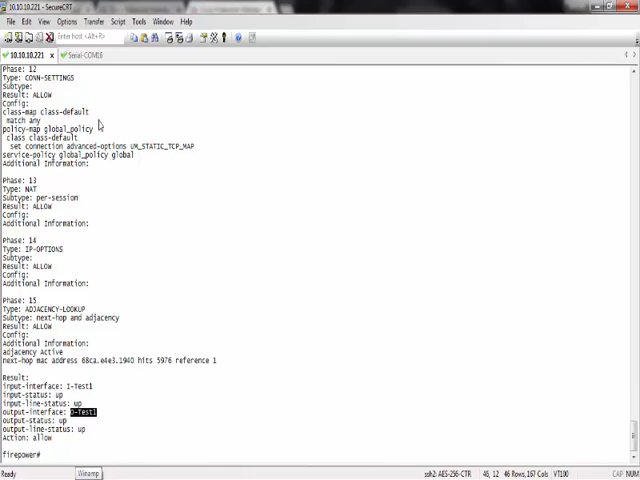 10.10.10.221 - SecureCRT
File Edit View Options Transfer Script Tools Window Help
Enter host <Alt+R>
10.10.10.221 Serial-COM16
Phase: 12
Type: CONN-SETTINGS
Subtype:
Result: ALLOW
Config:
class-map class-default
match any
policy-map global_policy
class class-default
set connection advanced-options UM_STATIC_TCP_MAP
service-policy global_policy global
Additional Information:
Phase: 13
Type: NAT
Subtype: per-session
Result: ALLOW
Config:
Additional Information:
Phase: 14
Type: IP-OPTIONS
Subtype:
Result: ALLOW
Config:
Additional Information:
Phase: 15
Type: ADJACENCY-LOOKUP
Subtype: next-hop and adjacency
Result: ALLOW
Config:
Additional Information:
adjacency Active
next-hop mac address 68ca.e4e3.1940 hits 5976 reference 1
Result:
input-interface: I-Test1
input-status: up
input-line-status: up
output-interface: O-Test1
output-status: up
output-line-status: up
Action: allow
firepower#
Ready Winamp ssh2: AES-256-CTR 46, 12 46 Rows, 167 Cols VT100 CAP NUM